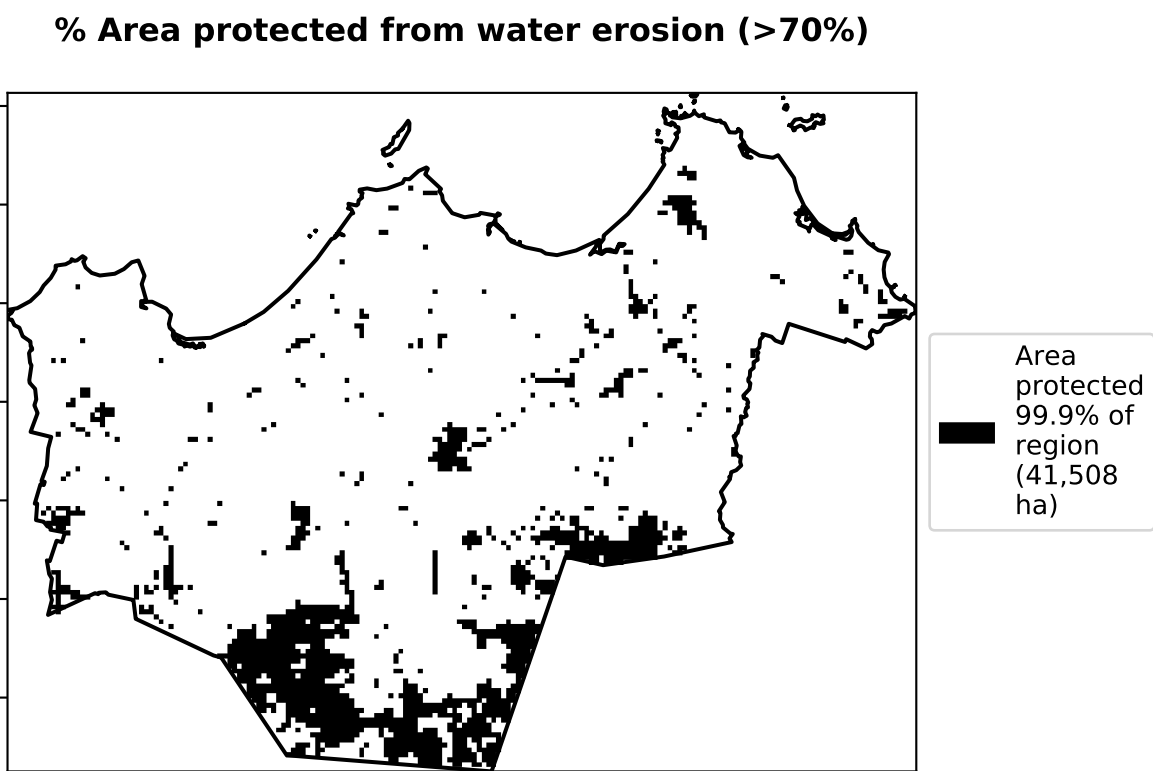 % Area protected from water erosion (>70%)
Area
protected
99.9% of
region
(41,508
ha)